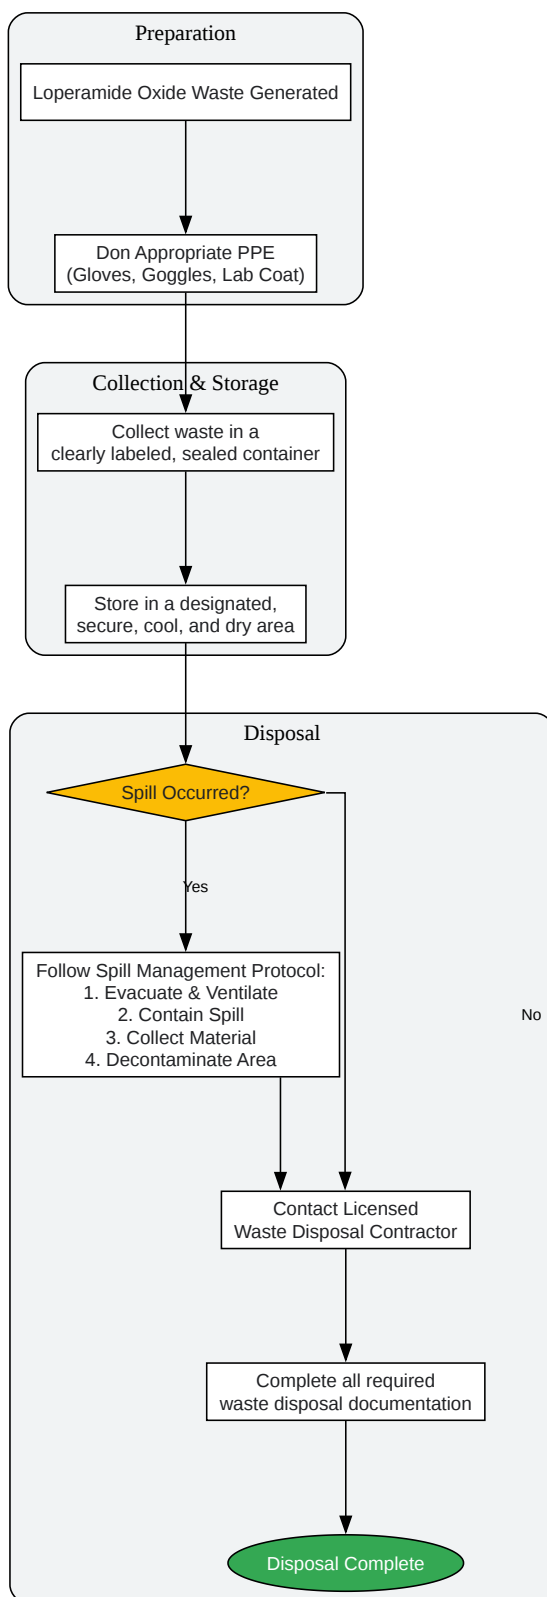 Preparation
Loperamide Oxide Waste Generated
Don Appropriate PPE
(Gloves, Goggles, Lab Coat)
Collection & Storage
Collect waste in a
clearly labeled, sealed container
Store in a designated,
secure, cool, and dry area
Disposal
Spill Occurred?
Yes
Follow Spill Management Protocol:
1. Evacuate & Ventilate
2. Contain Spill
3. Collect Material
4. Decontaminate Area
No
Contact Licensed
Waste Disposal Contractor
Complete all required
waste disposal documentation
Disposal Complete